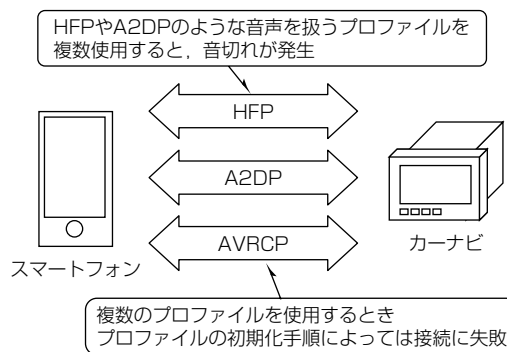 HFPやA2DPのような音声を扱うプロファイルを
複数使用すると，音切れが発生
HFP
A2DP
AVRCP
スマートフォン
カーナビ
複数のプロファイルを使用するとき
プロファイルの初期化手順によっては接続に失敗